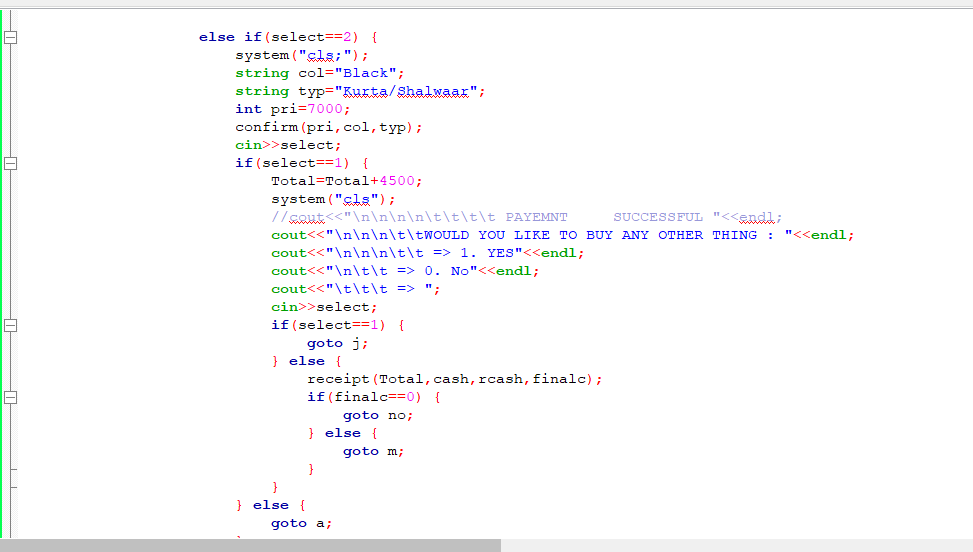 else if(select==2) {
system("cls;");
string col="Black";
string typ="Kurta/Shalwaar";
int pri=7000;
confirm(pri,col,typ);
cin>>select;
if(select==1) {
Total=Total+4500;
system("cls");
//cout<<"\n\n\n\n\t\t\t\t PAYEMNT     SUCCESSFUL "<<endl;
cout<<"\n\n\n\t\tWOULD YOU LIKE TO BUY ANY OTHER THING : "<<endl;
cout<<"\n\n\n\t\t => 1. YES"<<endl;
cout<<"\n\t\t => 0. No"<<endl;
cout<<"\t\t\t => ";
cin>>select;
if(select==1) {
goto j;
} else {
receipt(Total,cash,rcash,finalc);
if(finalc==0) {
goto no;
} else {
goto m;
}
}
} else {
goto a;